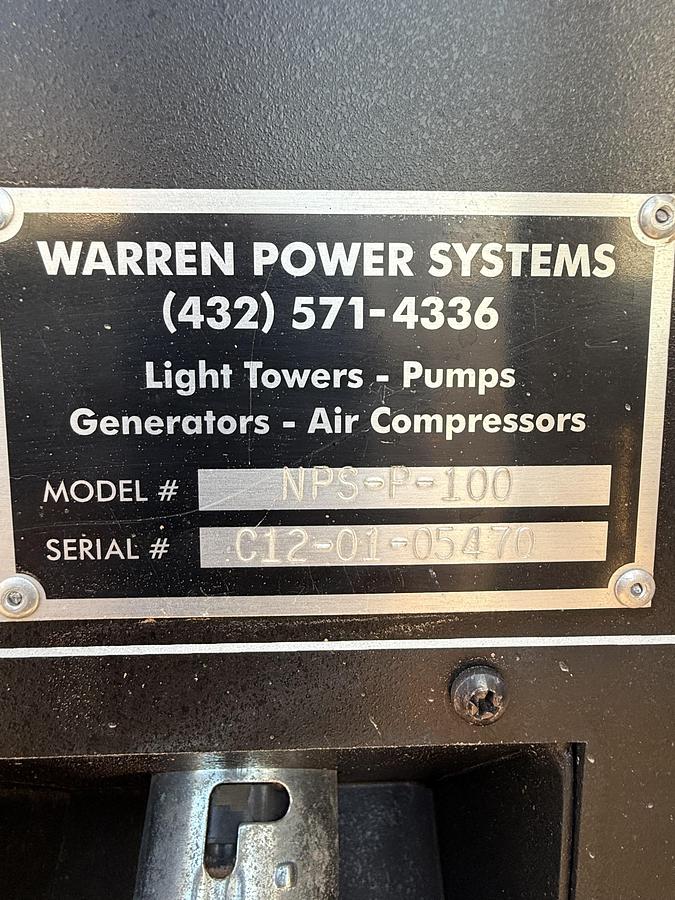 WARREN POWER SYSTEMS
(432) 571-4336
Light Towers - Pumps
Generators - Air Compressors
MODEL # NPS-P-100
SERIAL # C12-01-05470